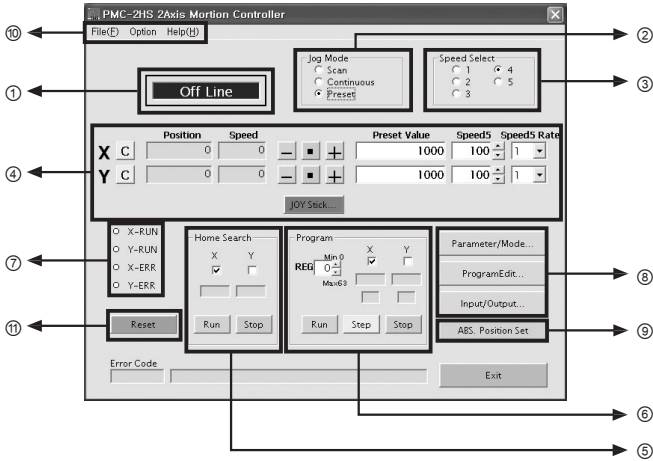 PMC-2HS 2Axis Mortion Controller
⑩ File(F) Option Help(H)
②
Jog Mode
Scan
Continuous
Preset
Speed Select
1 4
2 5
3
③
① Off Line
Position Speed Preset Value Speed5 Speed5 Rate
X C 0 0 − ■ + 1000 100 1
④
Y C 0 0 − ■ + 1000 100 1
JOY Stick...
⑦
X-RUN
Y-RUN
X-ERR
Y-ERR
Home Search
X Y
Run Stop
Program
REG 0 Min 0
Max63
X Y
Run Step Stop
Parameter/Mode...
ProgramEdit...
Input/Output...
⑧
⑪ Reset
ABS. Position Set ⑨
Error Code
Exit
⑥
⑤